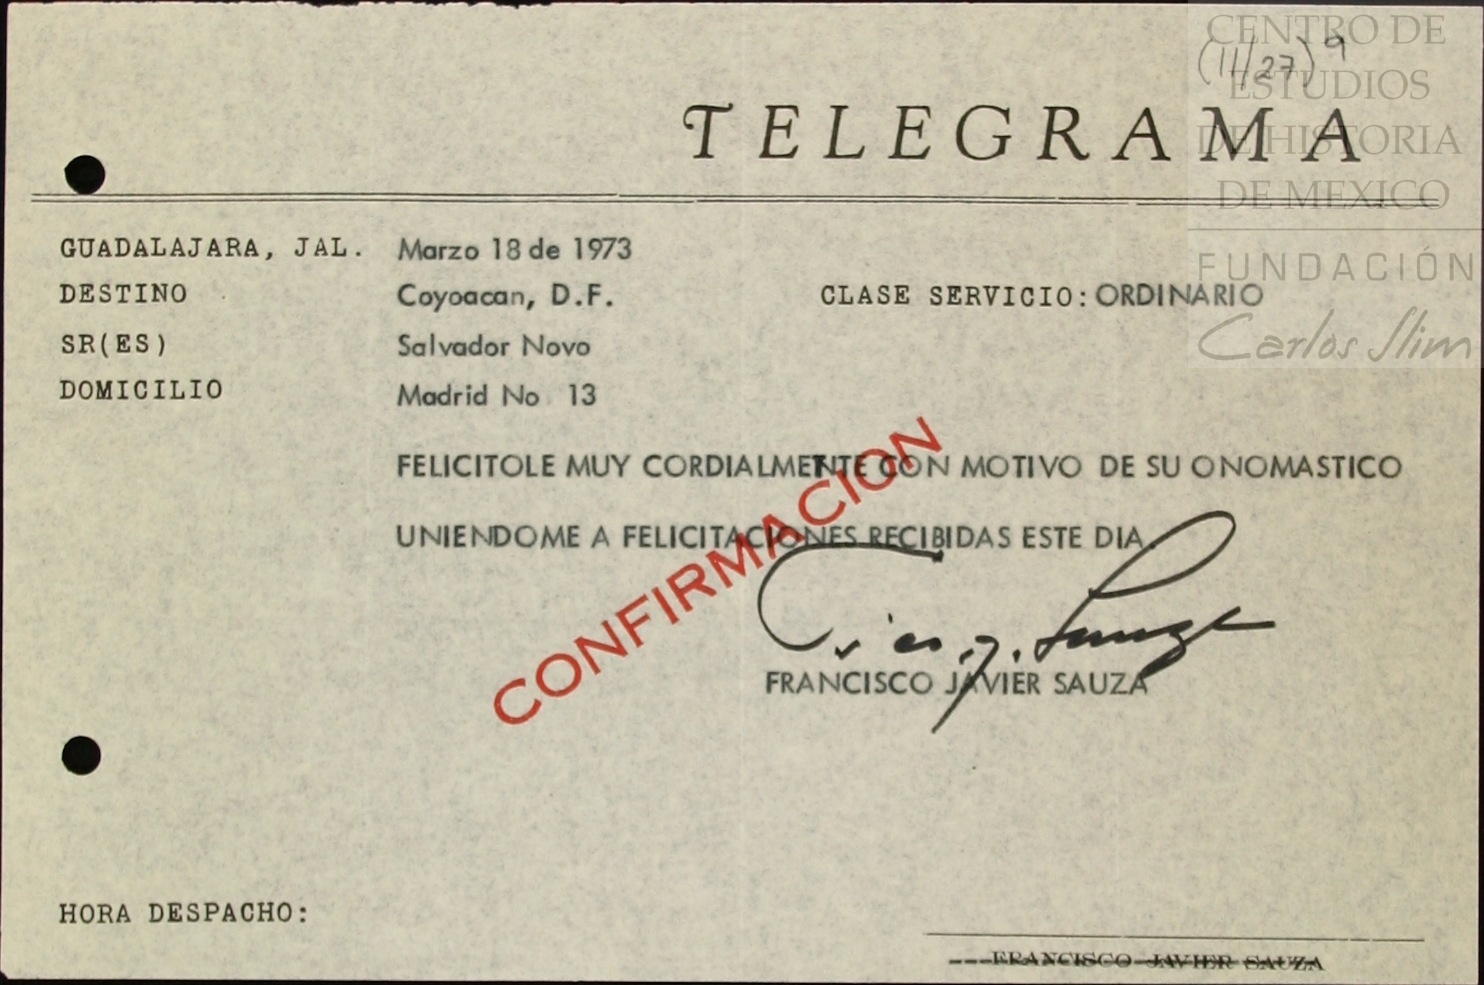 CENTRO DE
(11/27) 9
ESTUDIOS
DE HISTORIA
DE MEXICO
FUNDACIÓN
Carlos Slim
TELEGRAMA
GUADALAJARA, JAL. Marzo 18 de 1973
DESTINO Coyoacan, D.F. CLASE SERVICIO: ORDINARIO
SR(ES) Salvador Novo
DOMICILIO Madrid No 13
FELICITOLE MUY CORDIALMENTE CON MOTIVO DE SU ONOMASTICO
UNIENDOME A FELICITACIONES RECIBIDAS ESTE DIA.
CONFIRMACION
FRANCISCO JAVIER SAUZA
HORA DESPACHO:
FRANCISCO JAVIER SAUZA